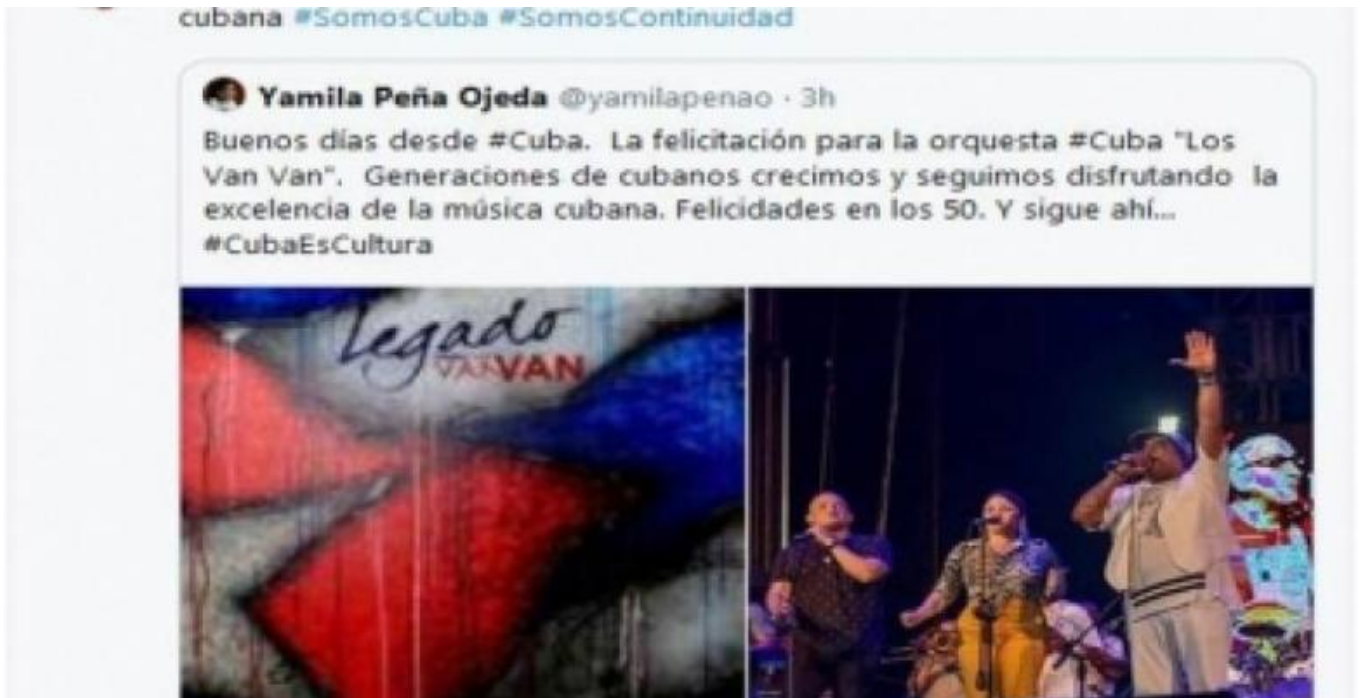 cubana #SomosCuba #SomosContinuidad
Yamila Peña Ojeda @yamilapenao · 3h
Buenos días desde #Cuba. La felicitación para la orquesta #Cuba "Los
Van Van". Generaciones de cubanos crecimos y seguimos disfrutando la
excelencia de la música cubana. Felicidades en los 50. Y sigue ahí...
#CubaEsCultura
Legado
VANVAN